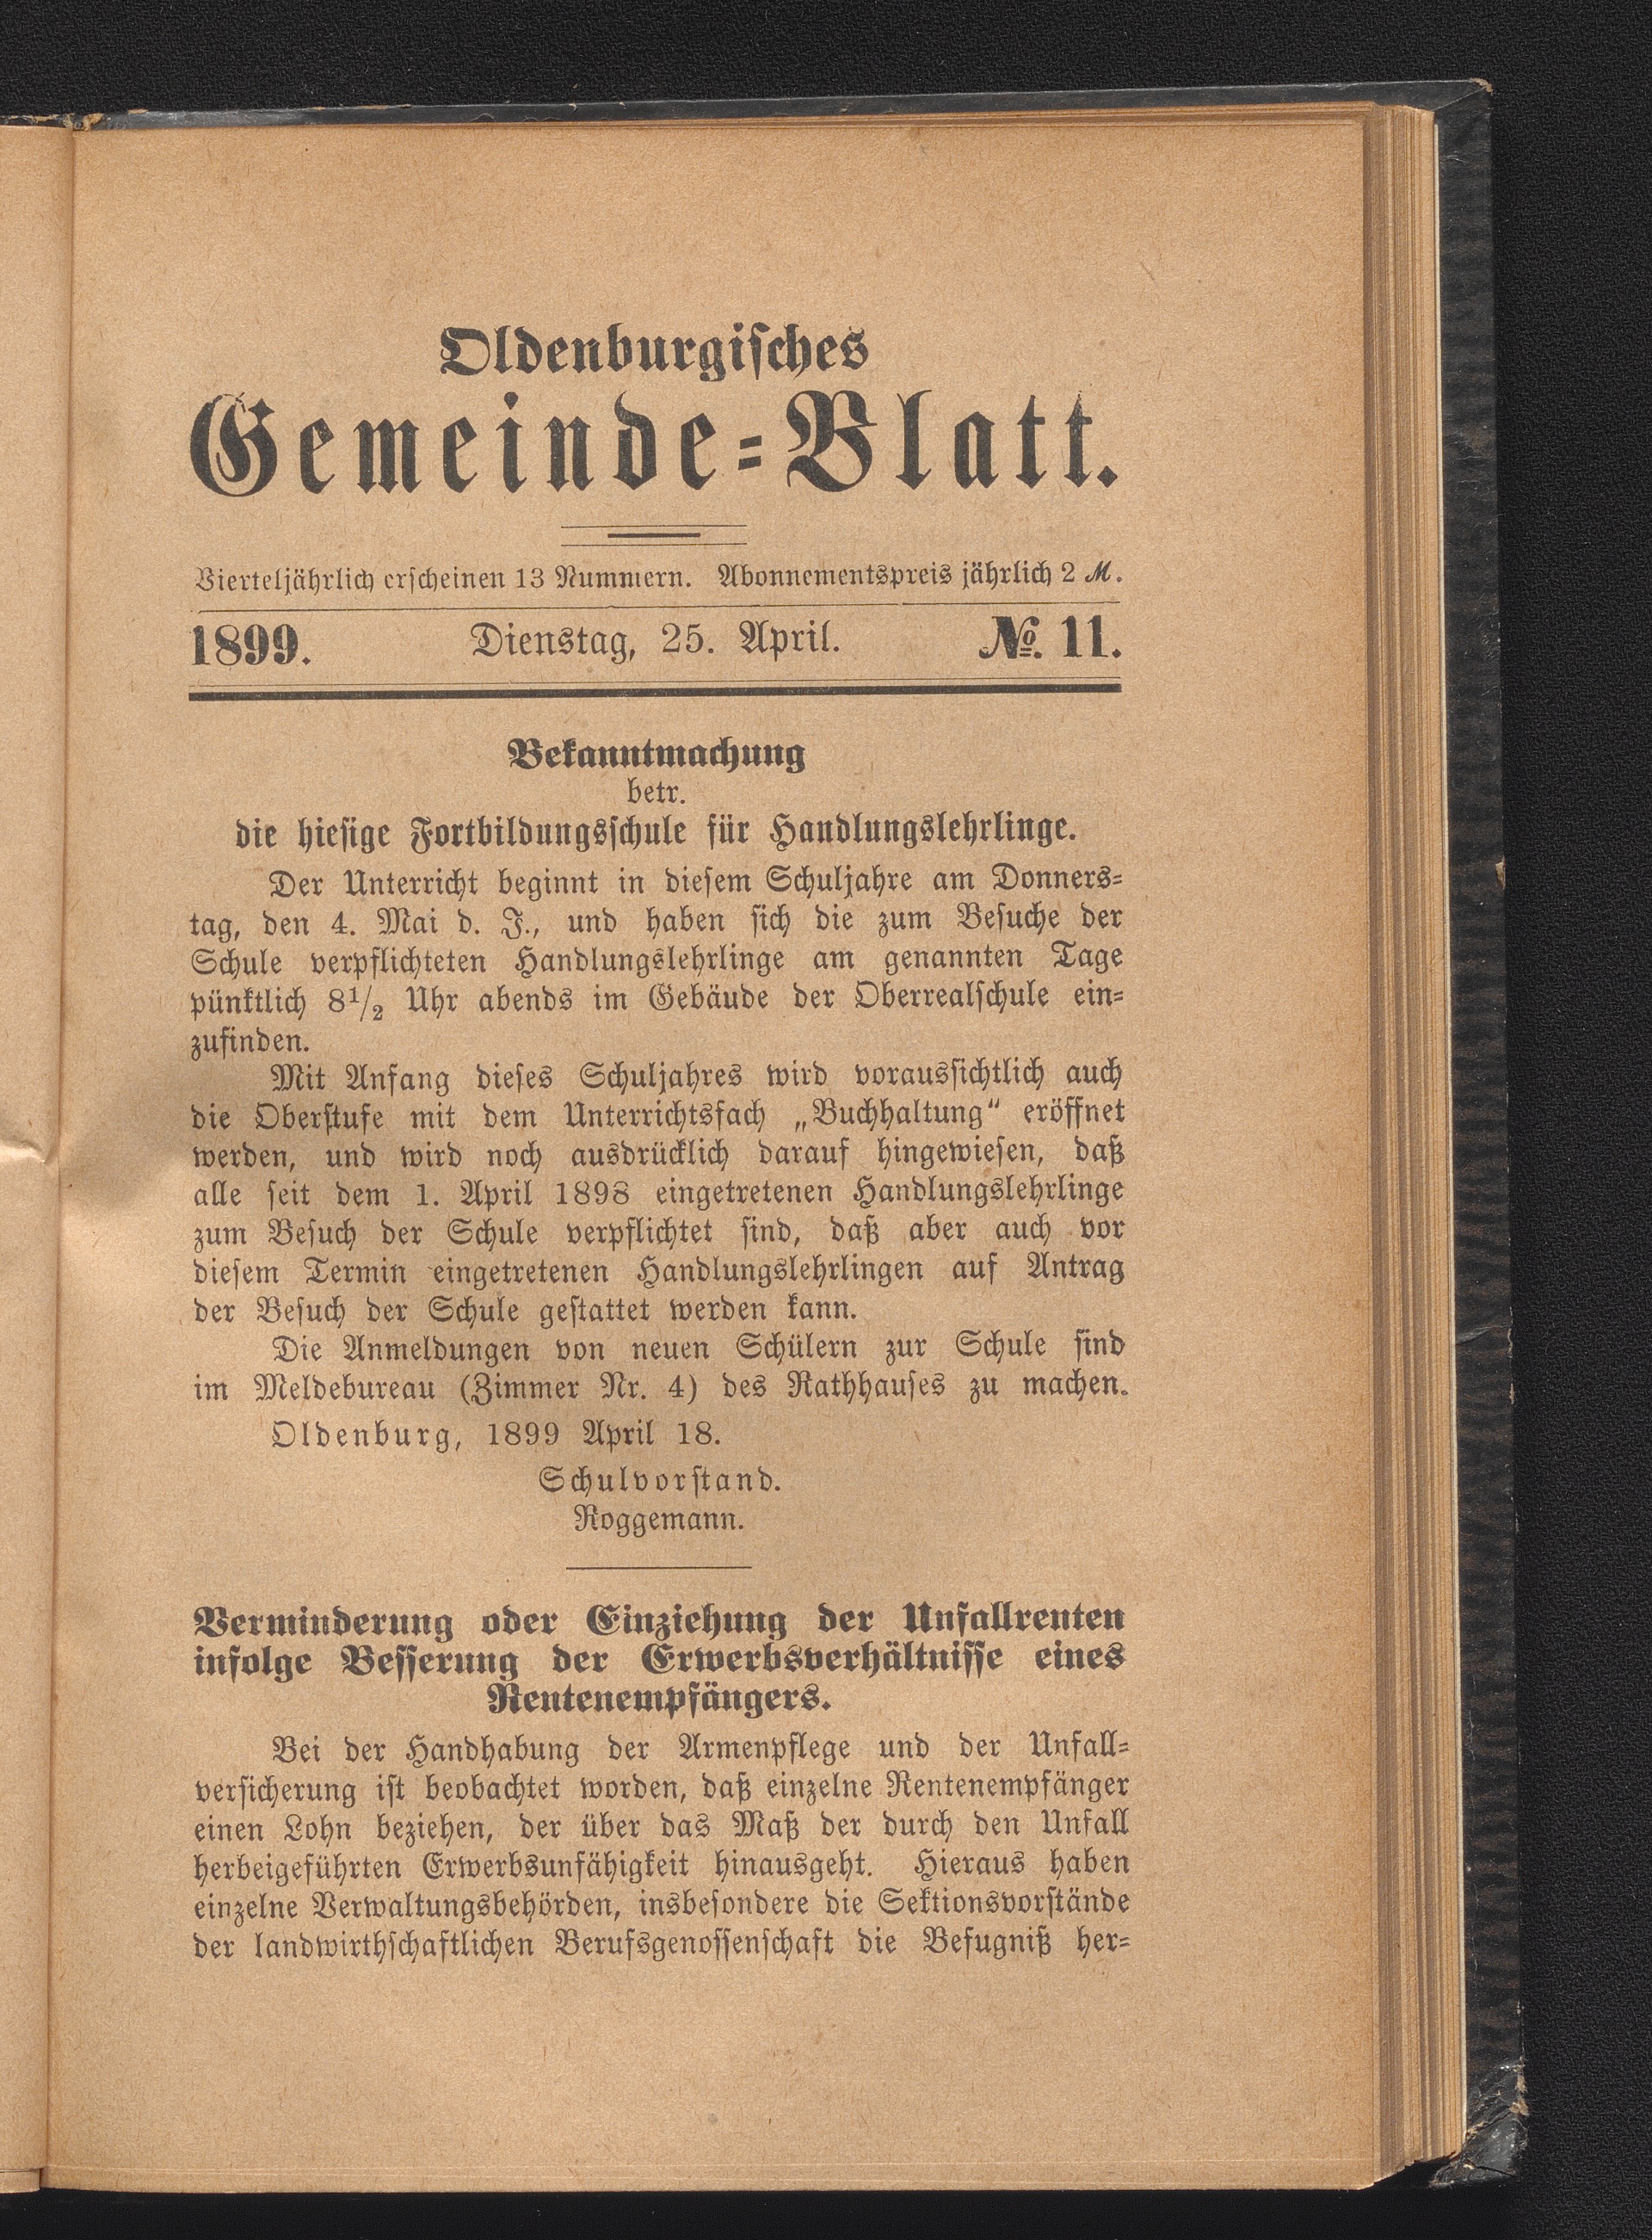 Oldenburgisches
Gemeinde-Blatt.
Vierteljährlich erscheinen 13 Nummern. Abonnementspreis jährlich 2 ℳ.
1899. Dienstag, 25. April. №. 11.
Bekanntmachung
betr.
die hiesige Fortbildungsschule für Handlungslehrlinge.
Der Unterricht beginnt in diesem Schuljahre am Donners-
tag, den 4. Mai d. J., und haben sich die zum Besuche der
Schule verpflichteten Handlungslehrlinge am genannten Tage
pünktlich 8 1/2 Uhr abends im Gebäude der Oberrealschule ein-
zufinden.
Mit Anfang dieses Schuljahres wird voraussichtlich auch
die Oberstufe mit dem Unterrichtsfach „Buchhaltung“ eröffnet
werden, und wird noch ausdrücklich darauf hingewiesen, daß
alle seit dem 1. April 1898 eingetretenen Handlungslehrlinge
zum Besuch der Schule verpflichtet sind, daß aber auch vor
diesem Termin eingetretenen Handlungslehrlingen auf Antrag
der Besuch der Schule gestattet werden kann.
Die Anmeldungen von neuen Schülern zur Schule sind
im Meldebureau (Zimmer Nr. 4) des Rathhauses zu machen.
Oldenburg, 1899 April 18.
Schulvorstand.
Roggemann.
Verminderung oder Einziehung der Unfallrenten
infolge Besserung der Erwerbsverhältnisse eines
Rentenempfängers.
Bei der Handhabung der Armenpflege und der Unfall-
versicherung ist beobachtet worden, daß einzelne Rentenempfänger
einen Lohn beziehen, der über das Maß der durch den Unfall
herbeigeführten Erwerbsunfähigkeit hinausgeht. Hieraus haben
einzelne Verwaltungsbehörden, insbesondere die Sektionsvorstände
der landwirthschaftlichen Berufsgenossenschaft die Befugniß her-